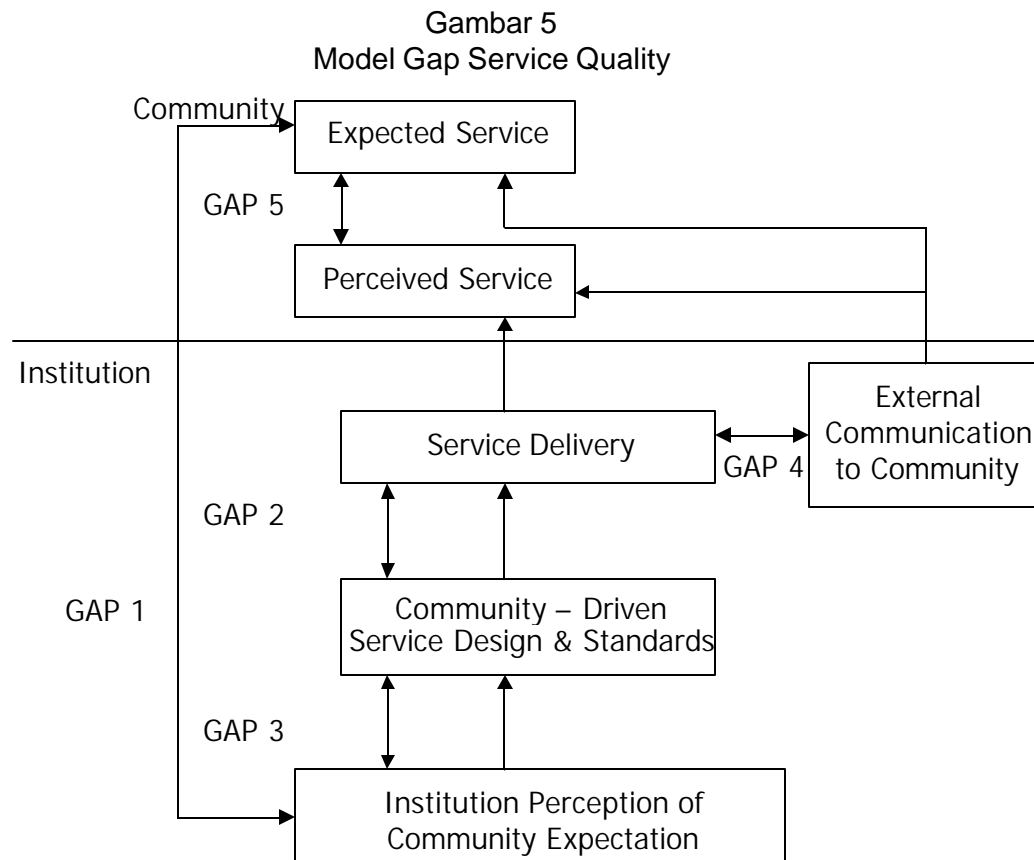 Gambar 5
Model Gap Service Quality
Community
Expected Service
GAP 5
Perceived Service
Institution
External
Communication
to Community
Service Delivery
GAP 4
GAP 2
Community – Driven
Service Design & Standards
GAP 1
GAP 3
Institution Perception of
Community Expectation